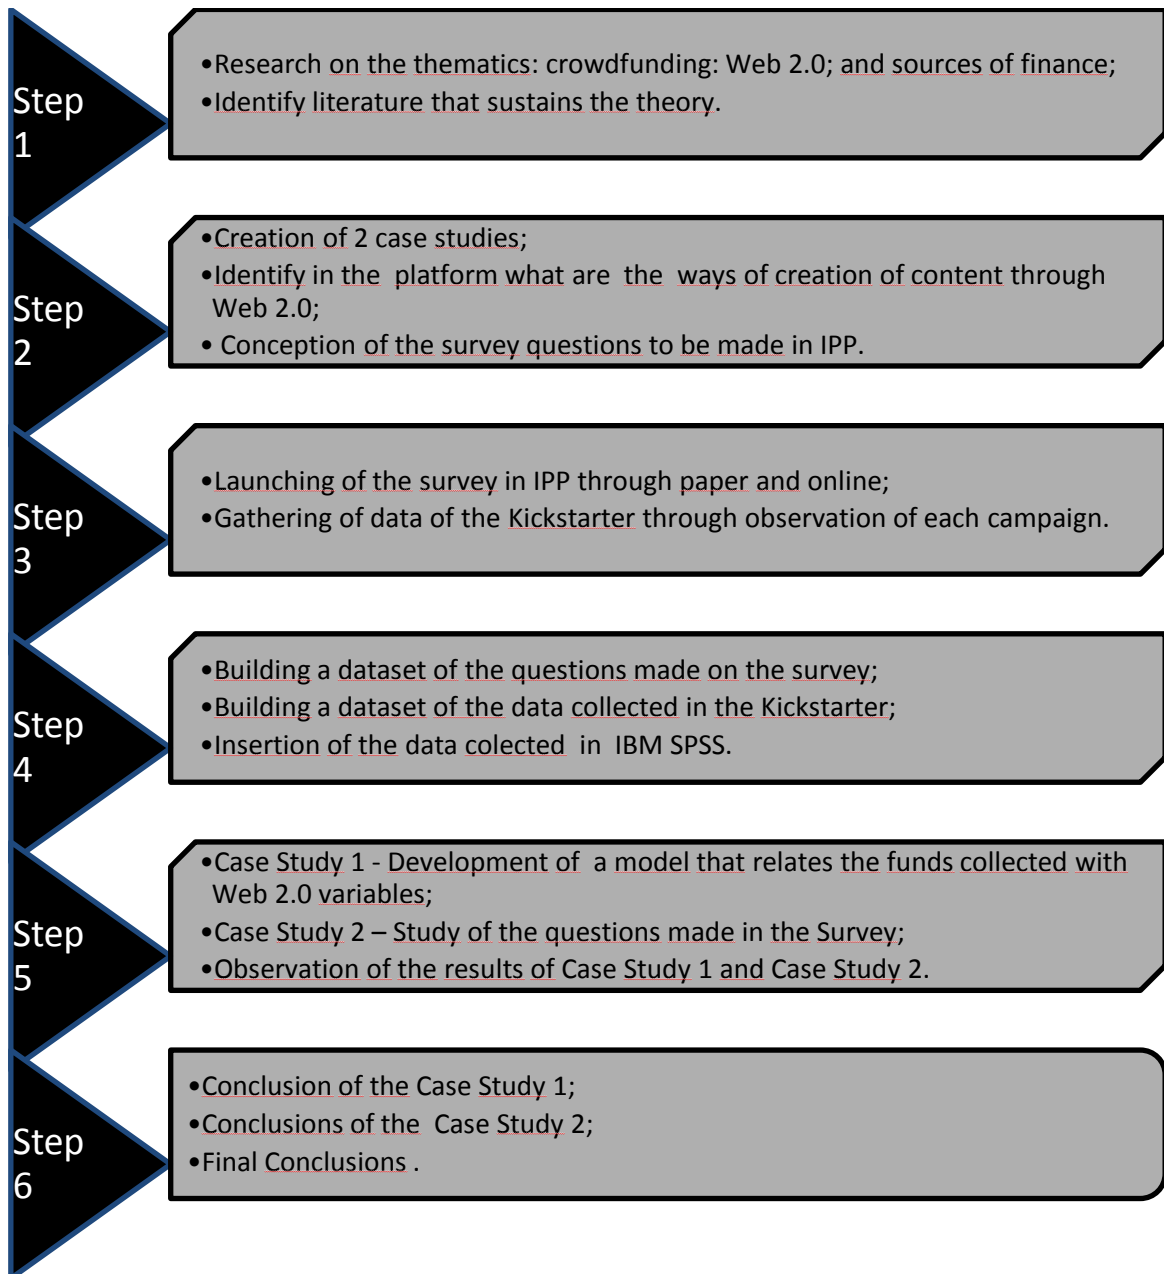 Step
1
•Research on the thematics: crowdfunding: Web 2.0; and sources of finance;
•Identify literature that sustains the theory.
Step
2
•Creation of 2 case studies;
•Identify in the  platform what are  the  ways of creation of content through
Web 2.0;
• Conception of the survey questions to be made in IPP.
Step
3
•Launching of the survey in IPP through paper and online;
•Gathering of data of the Kickstarter through observation of each campaign.
Step
4
•Building a dataset of the questions made on the survey;
•Building a dataset of the data collected in the Kickstarter;
•Insertion of the data colected  in  IBM SPSS.
Step
5
•Case Study 1 - Development of  a model that relates the funds collected with
Web 2.0 variables;
•Case Study 2 – Study of the questions made in the Survey;
•Observation of the results of Case Study 1 and Case Study 2.
Step
6
•Conclusion of the Case Study 1;
•Conclusions of the  Case Study 2;
•Final Conclusions .